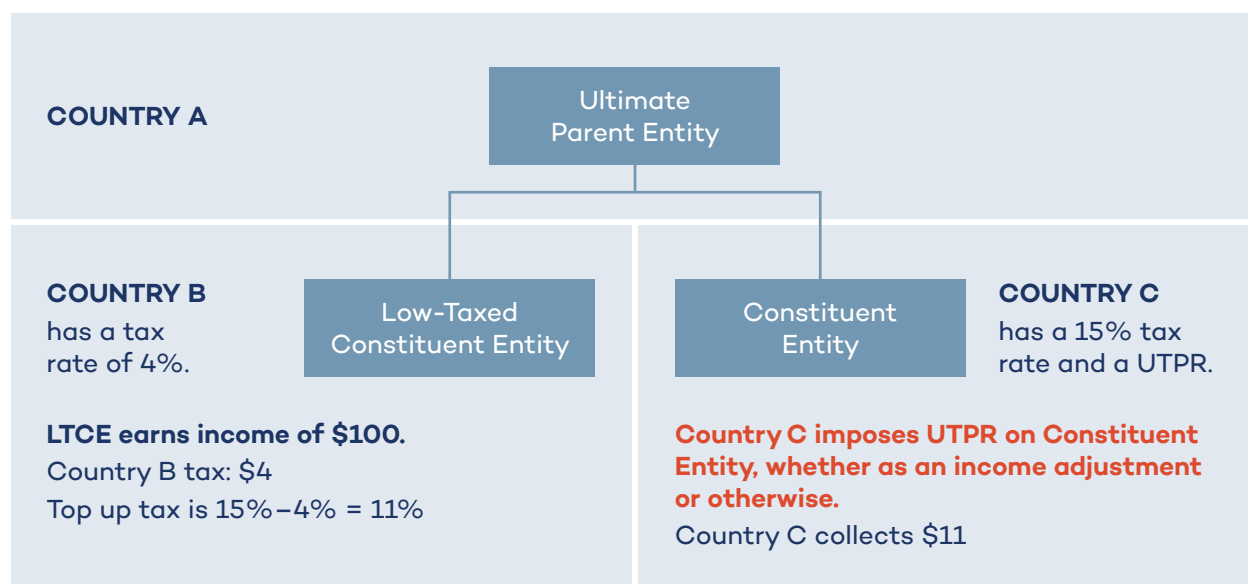 COUNTRY A
Ultimate
Parent Entity
COUNTRY B
has a tax
rate of 4%.
Low-Taxed
Constituent Entity
LTCE earns income of $100.
Country B tax: $4
Top up tax is 15%–4% = 11%
Constituent
Entity
COUNTRY C
has a 15% tax
rate and a UTPR.
Country C imposes UTPR on Constituent
Entity, whether as an income adjustment
or otherwise.
Country C collects $11